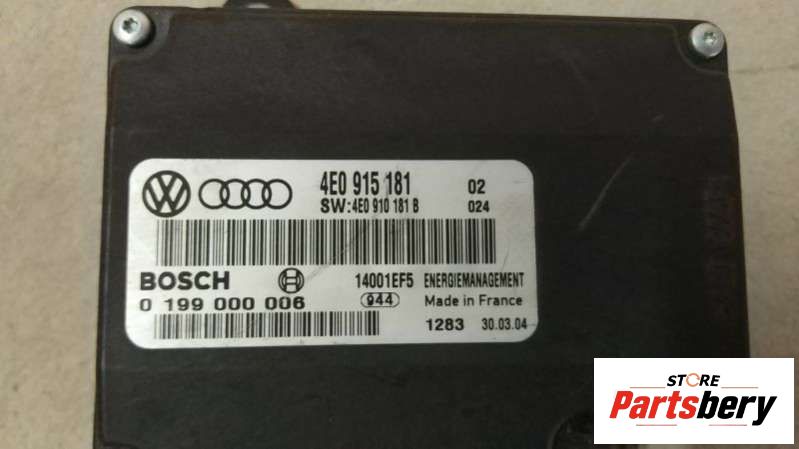 4E0 915 181 02
SW:4E0 910 181 B 024
BOSCH 14001EF5 ENERGIEMANAGEMENT
0 199 000 006 944 Made in France
1283 30.03.04
STORE
Partsbery